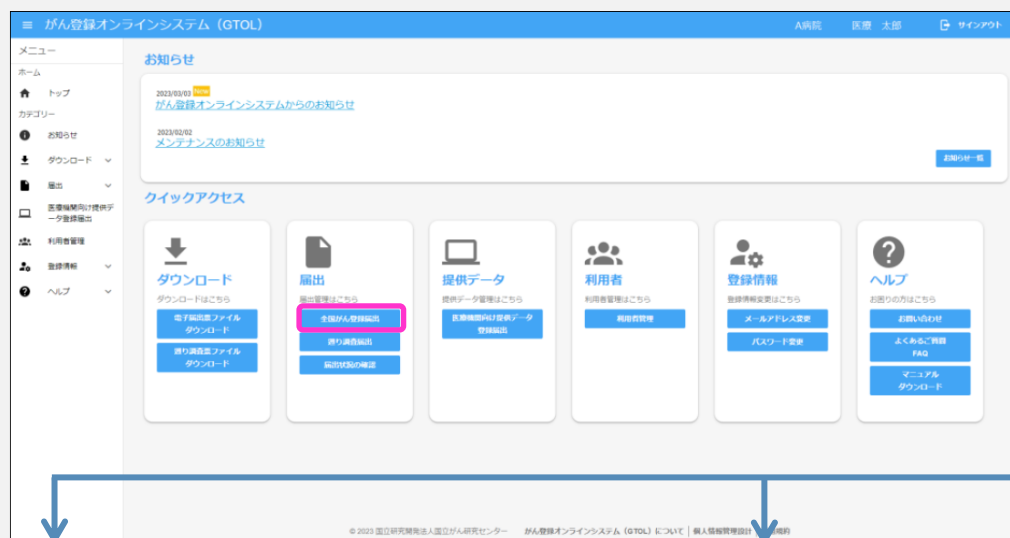 がん登録オンラインシステム（GTOL）
A病院
医療　太郎
サインアウト
メニュー
ホーム
トップ
カテゴリー
お知らせ
ダウンロード
届出
医療機関向け提供デ
ータ登録届出
利用者管理
登録情報
ヘルプ
お知らせ
2023/03/03 New
がん登録オンラインシステムからのお知らせ
2023/02/02
メンテナンスのお知らせ
お知らせ一覧
クイックアクセス
ダウンロード
ダウンロードはこちら
電子届出票ファイル
ダウンロード
遡り調査票ファイル
ダウンロード
届出
届出管理はこちら
全国がん登録届出
遡り調査届出
届出状況の確認
提供データ
提供データ管理はこちら
医療機関向け提供データ
登録届出
利用者
利用者管理はこちら
利用者管理
登録情報
登録情報変更はこちら
メールアドレス変更
パスワード変更
ヘルプ
お困りの方はこちら
お問い合わせ
よくあるご質問
FAQ
マニュアル
ダウンロード
© 2023 国立研究開発法人国立がん研究センター
がん登録オンラインシステム（GTOL）について
個人情報管理設計
用規約